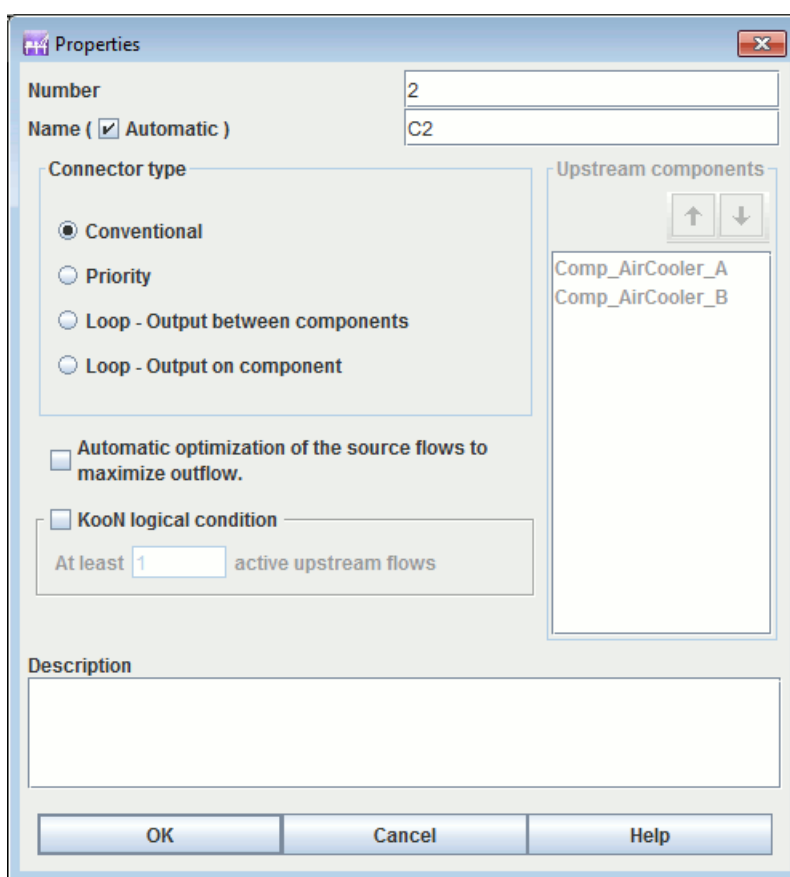 Properties
Number
2
Name ( Automatic )
C2
Connector type
Conventional
Priority
Loop - Output between components
Loop - Output on component
Upstream components
Comp_AirCooler_A
Comp_AirCooler_B
Automatic optimization of the source flows to
maximize outflow.
KooN logical condition
At least 1 active upstream flows
Description
OK
Cancel
Help